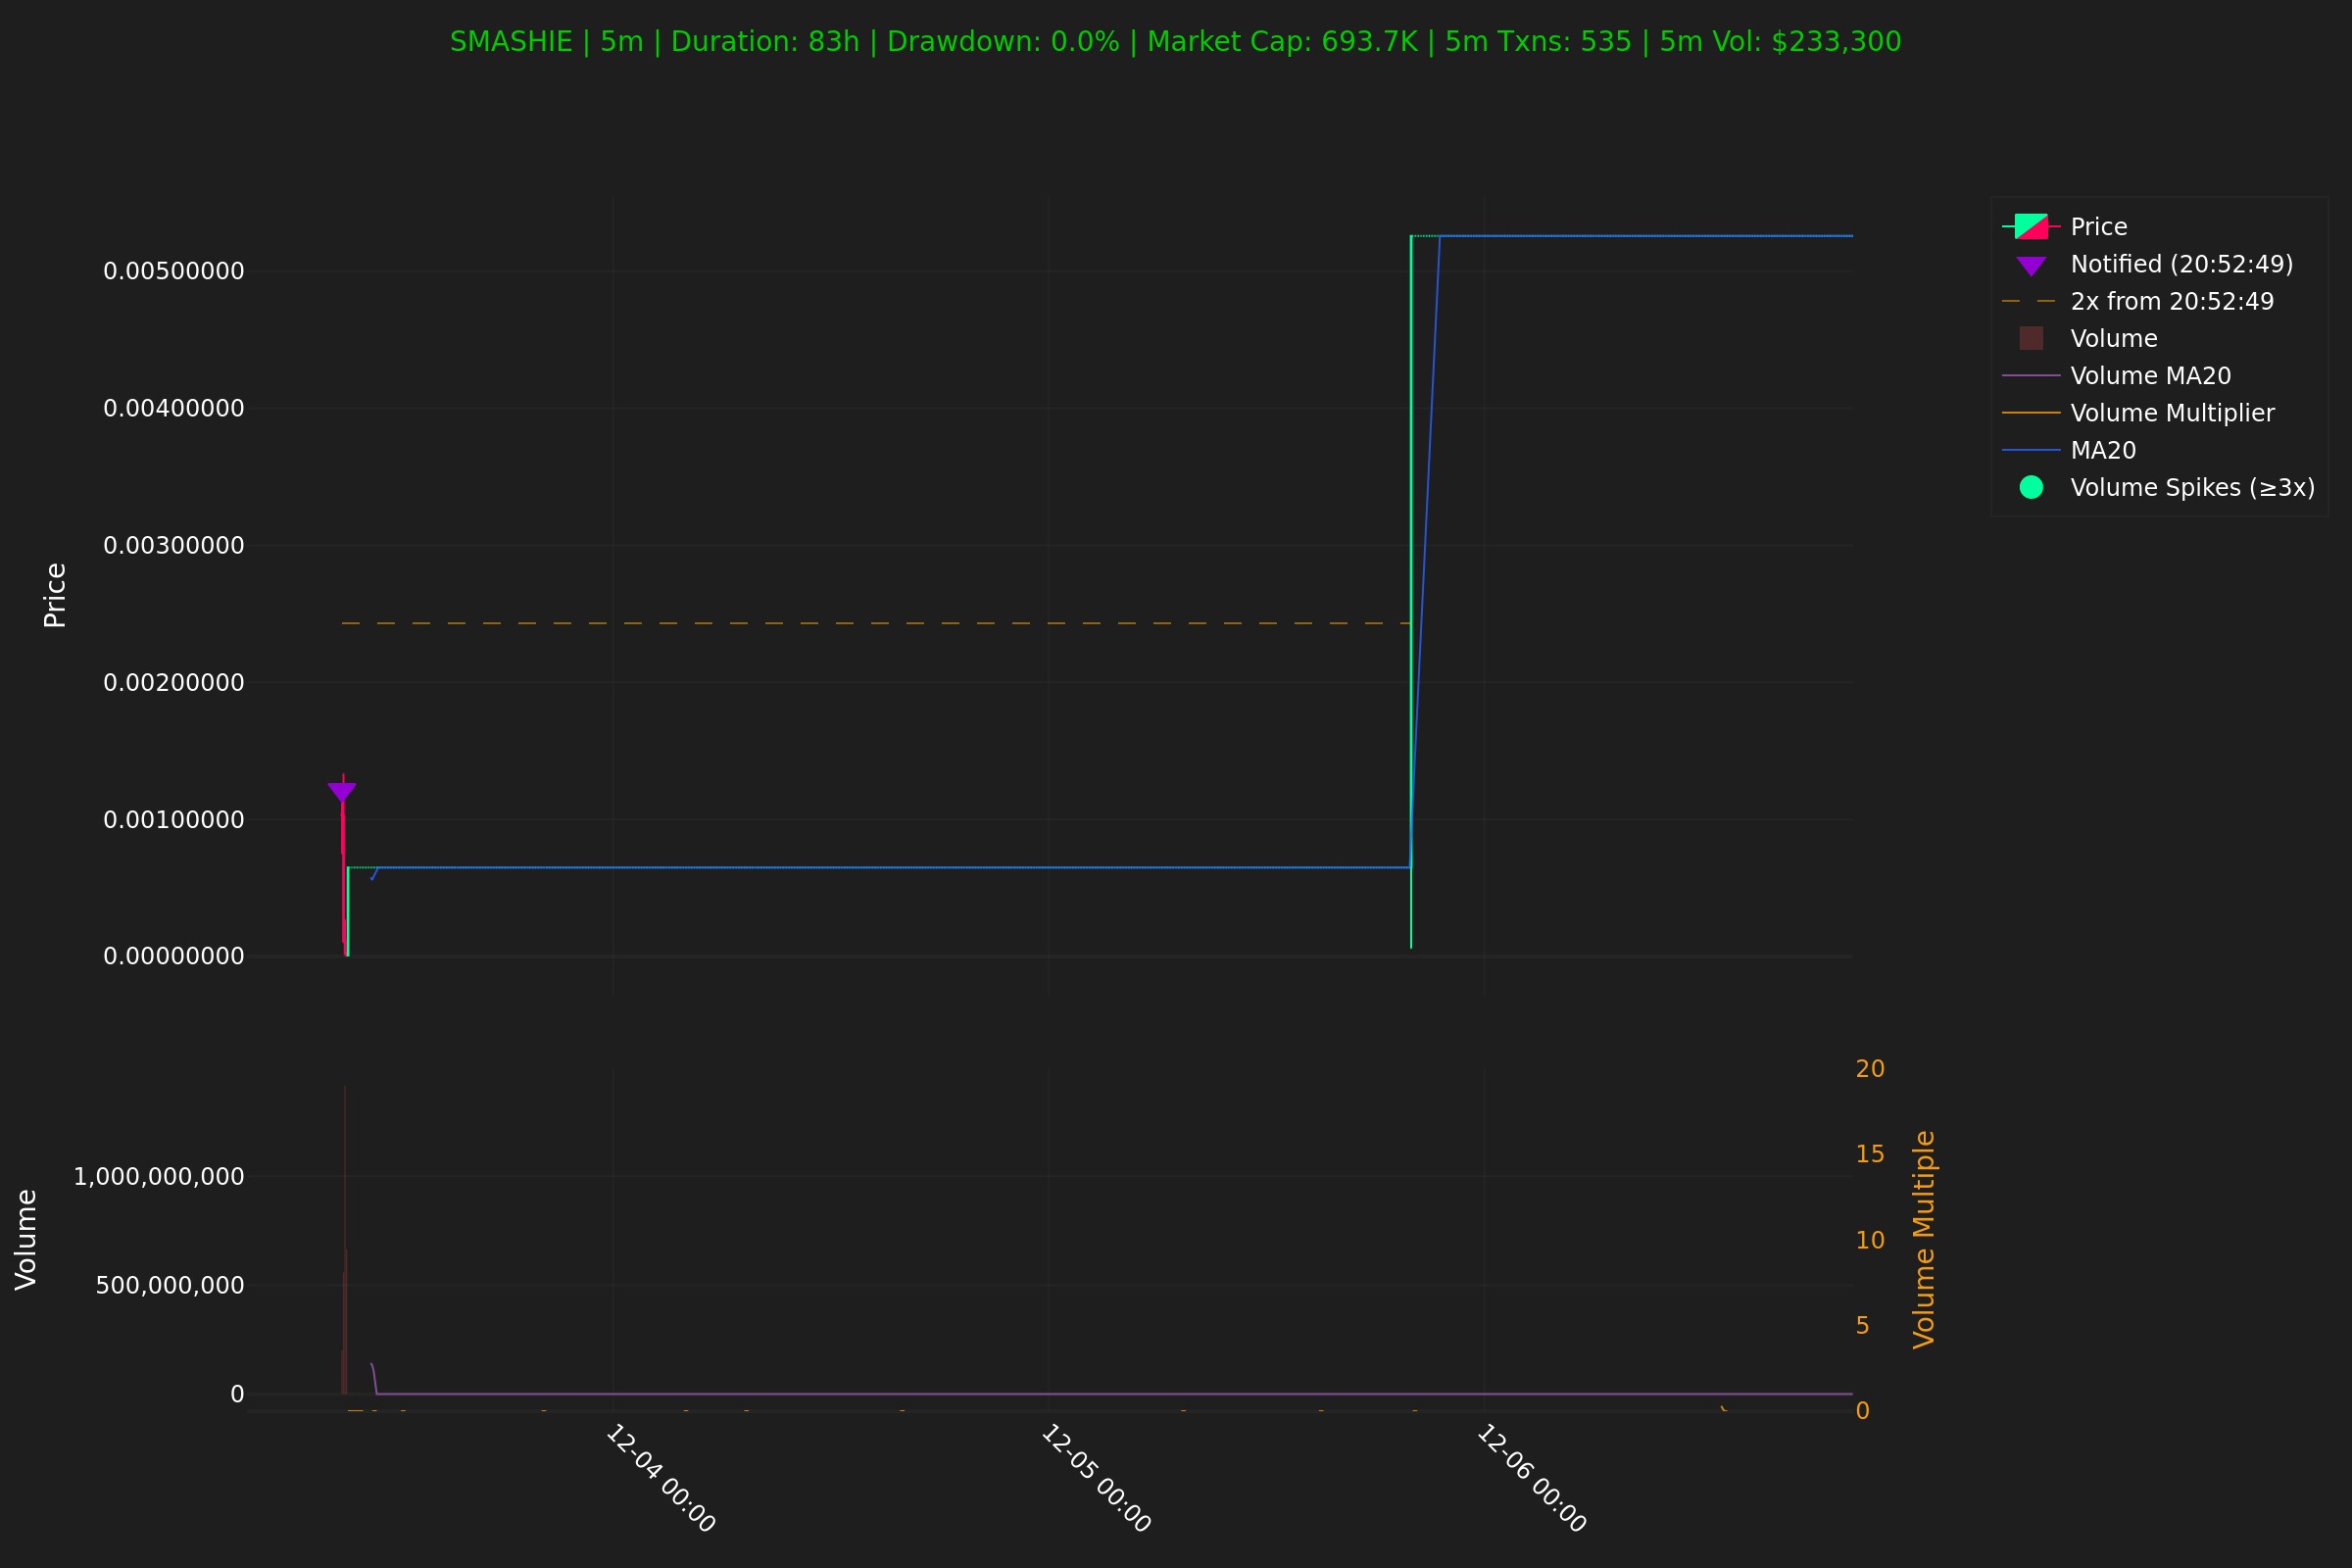 SMASHIE | 5m | Duration: 83h | Drawdown: 0.0% | Market Cap: 693.7K | 5m Txns: 535 | 5m Vol: $233,300
Price
Notified (20:52:49)
2x from 20:52:49
Volume
Volume MA20
Volume Multiplier
MA20
Volume Spikes (≥3x)
Price
0.00500000
0.00400000
0.00300000
0.00200000
0.00100000
0.00000000
Volume
1,000,000,000
500,000,000
0
20
15
10
5
0
Volume Multiple
12-04 00:00
12-05 00:00
12-06 00:00